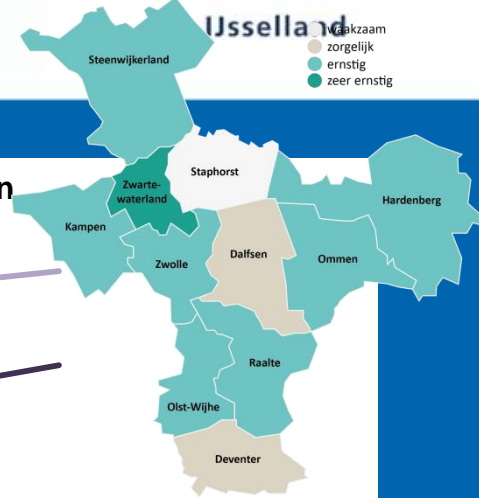 IJsselland
waakzaam
zorgelijk
ernstig
zeer ernstig
Steenwijkerland
Staphorst
n
Zwarte-
waterland
Hardenberg
Kampen
Dalfsen
Ommen
Zwolle
Raalte
Olst-Wijhe
Deventer